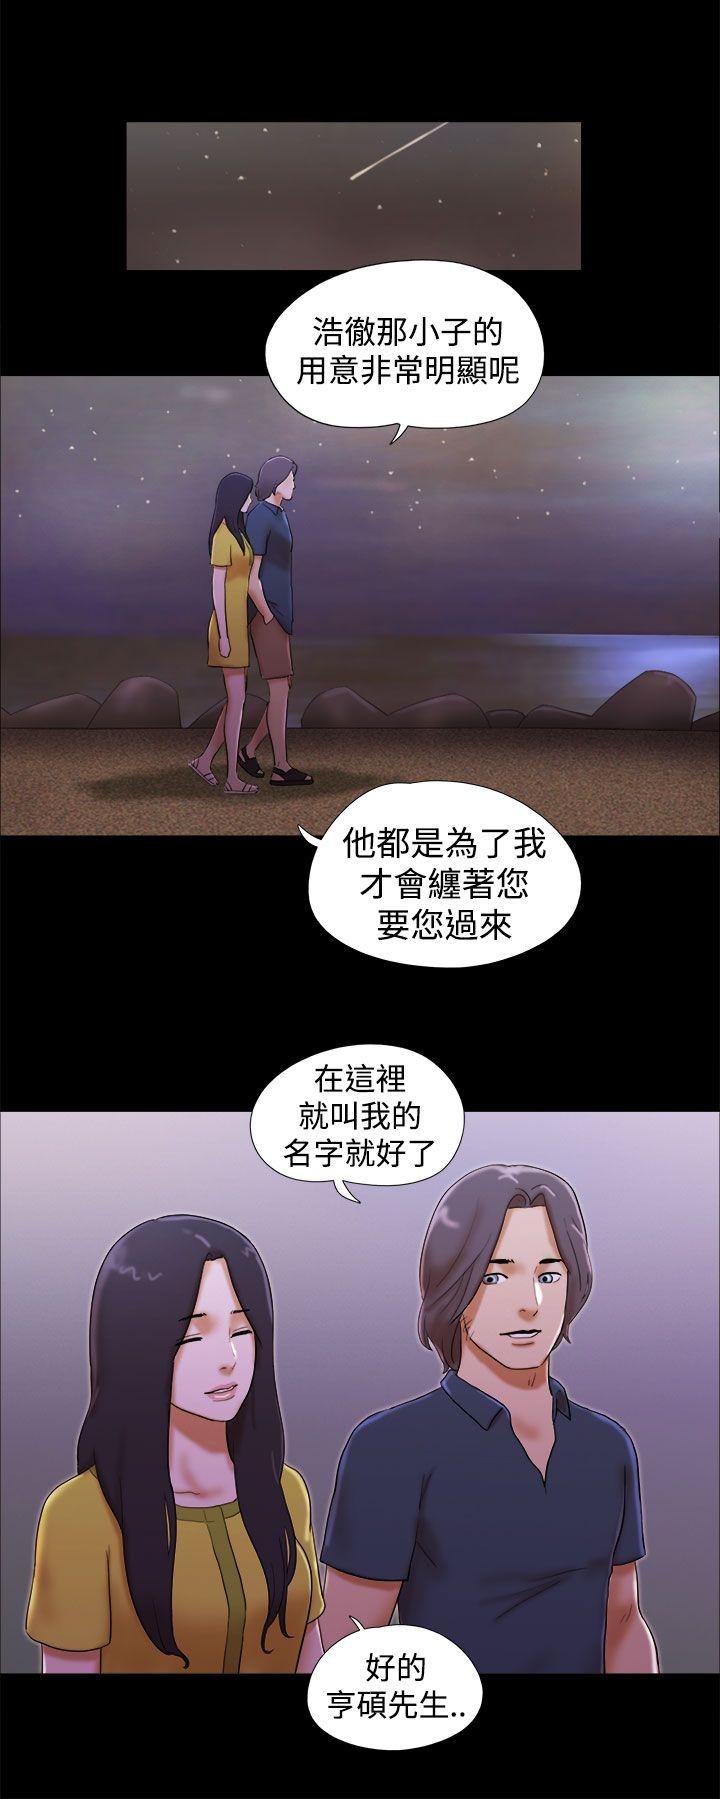 浩徹那小子的
用意非常明顯呢
他都是為了我
才會纏著您
要您過來
在這裡
就叫我的
名字就好了
好的
亨碩先生..